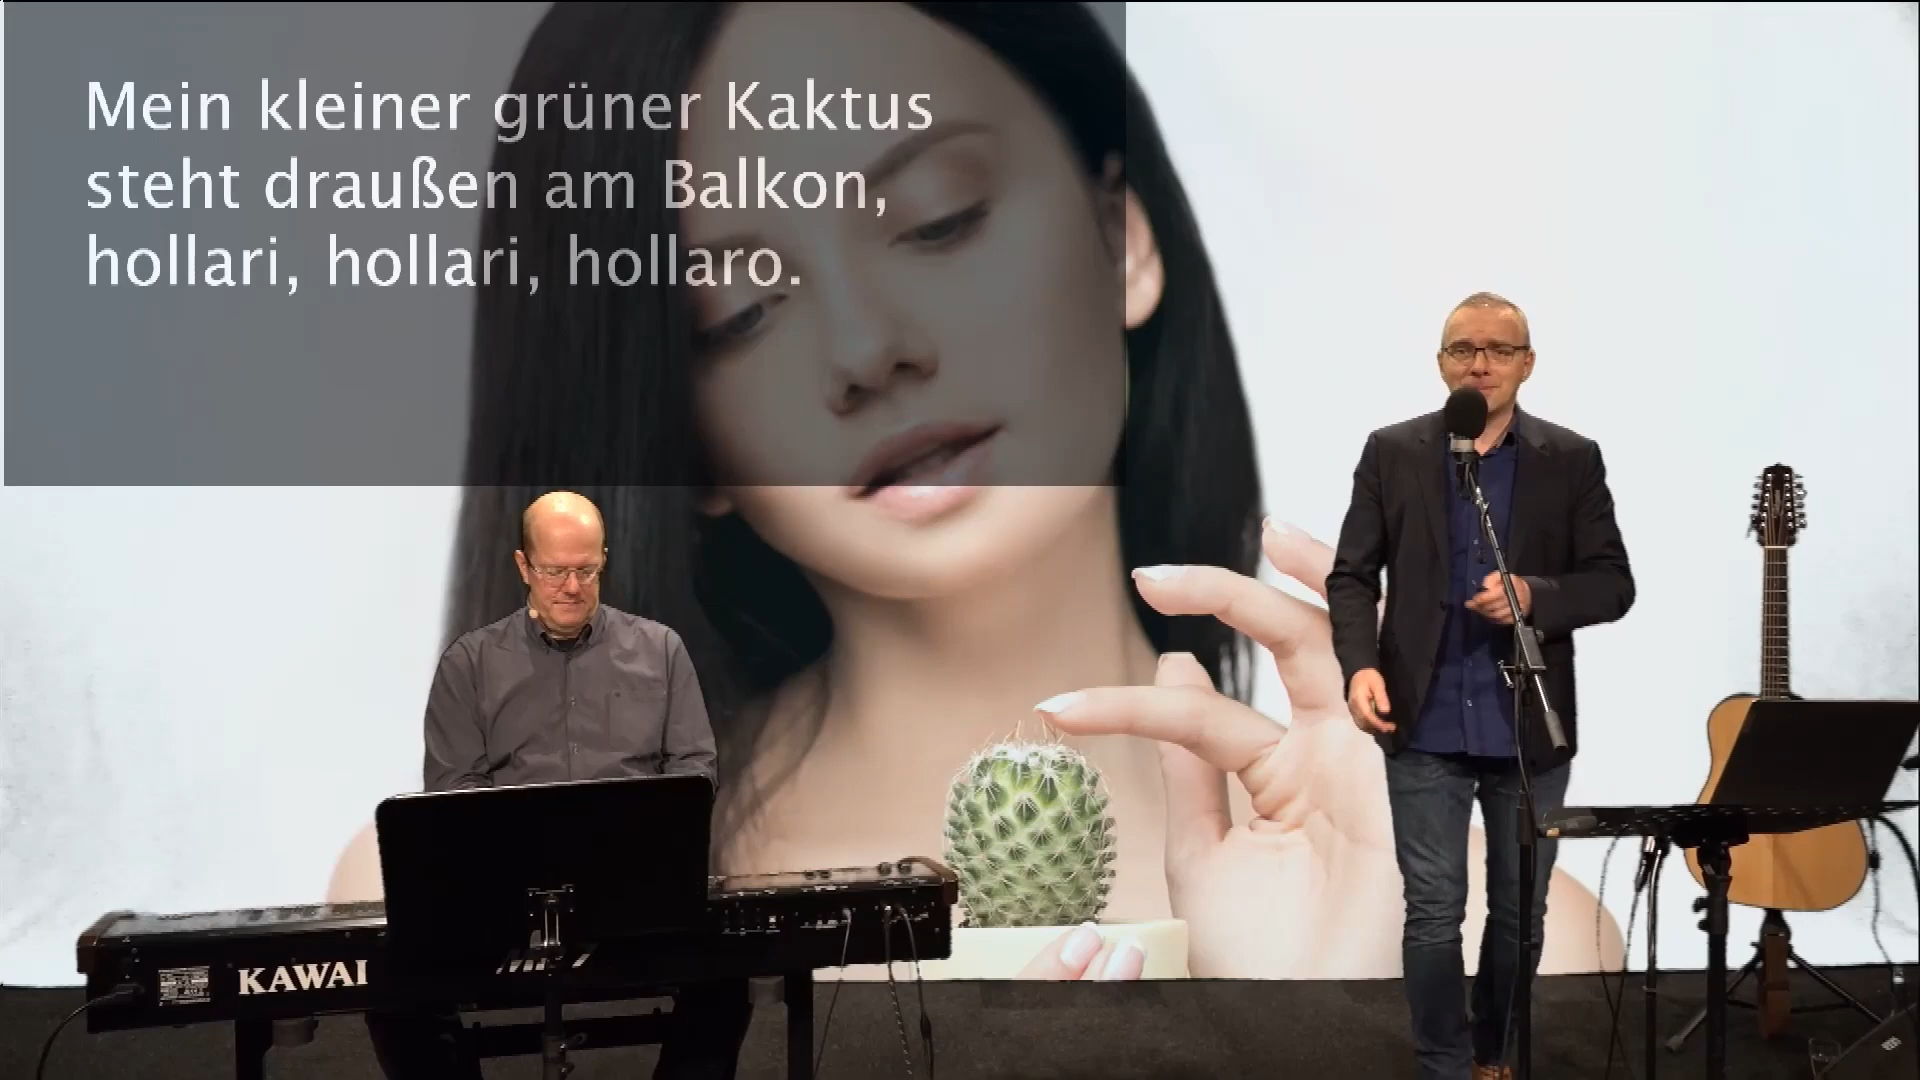 Mein kleiner grüner Kaktus
steht draußen am Balkon,
hollari, hollari, hollaro.
KAWAI